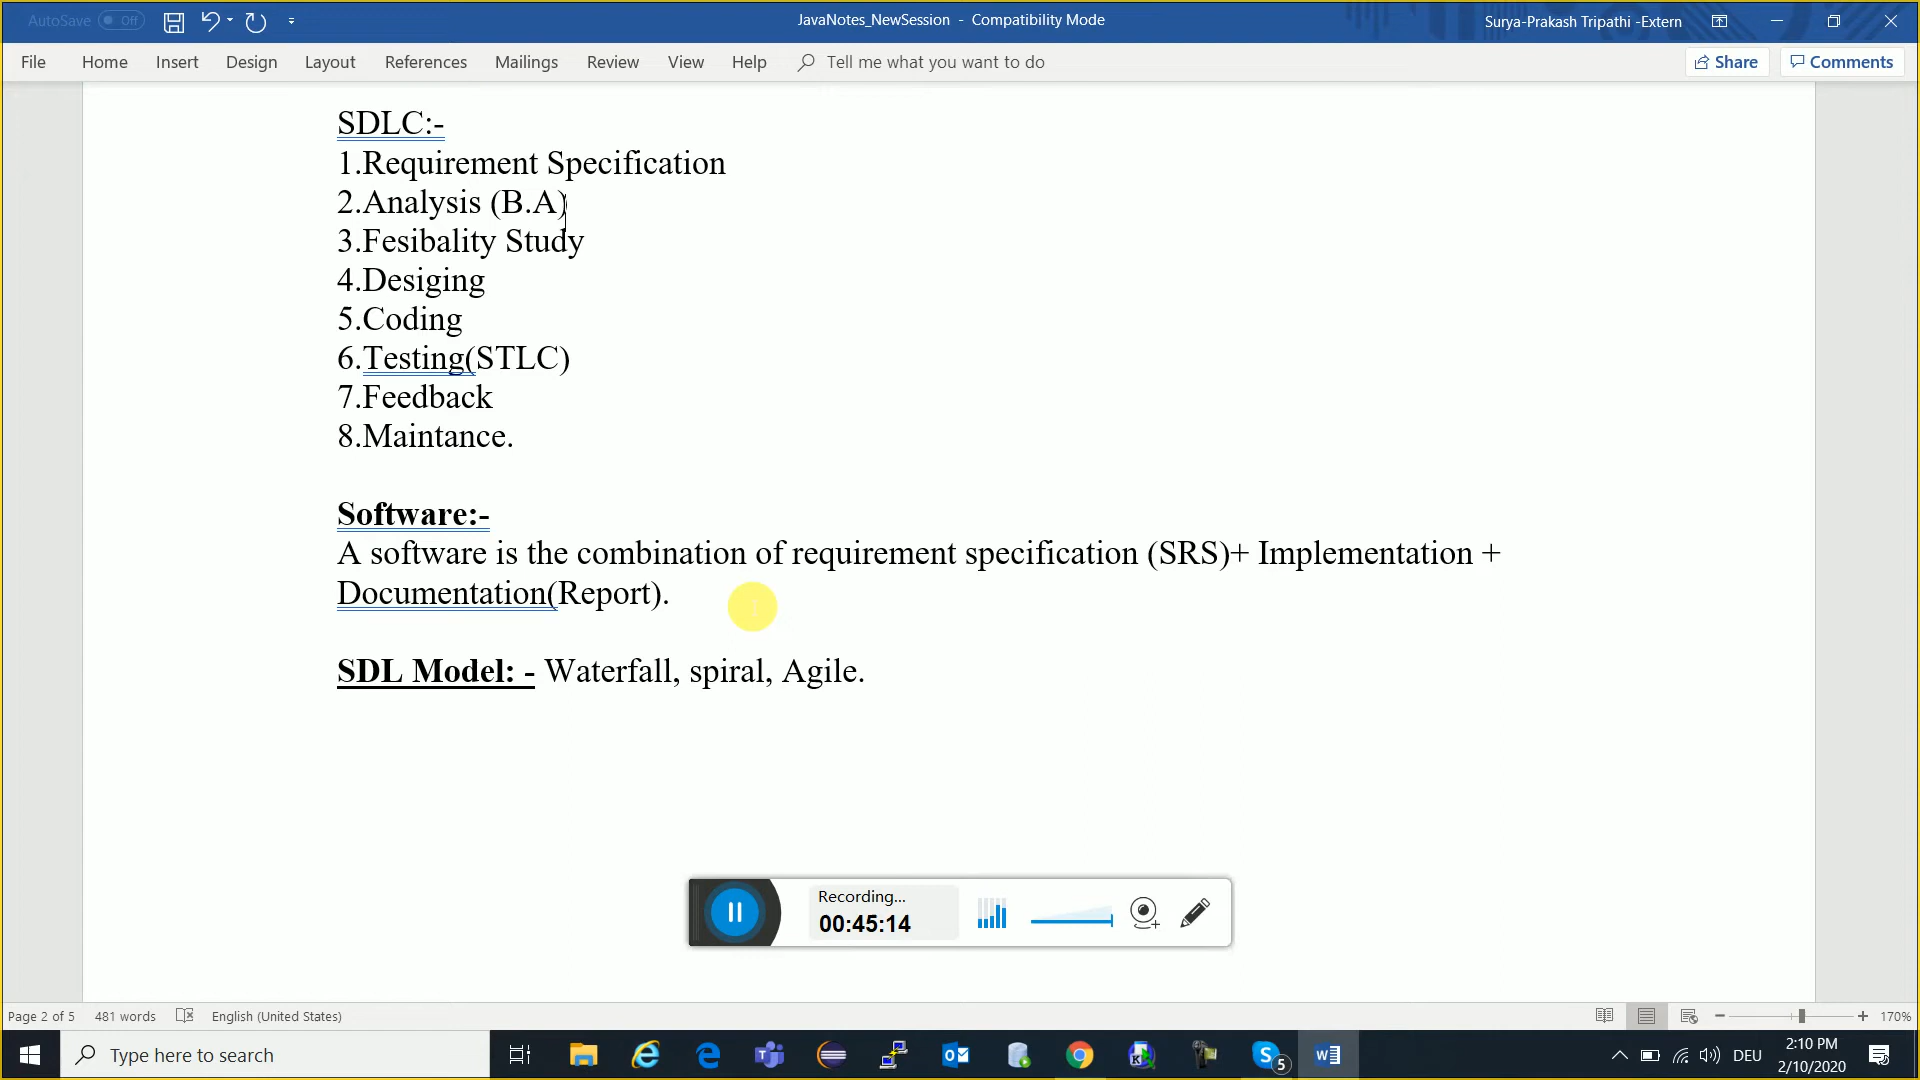 AutoSave Off
JavaNotes_NewSession - Compatibility Mode
Surya-Prakash Tripathi -Extern
File Home Insert Design Layout References Mailings Review View Help Tell me what you want to do
Share Comments
SDLC:-
1.Requirement Specification
2.Analysis (B.A)
3.Fesibality Study
4.Desiging
5.Coding
6.Testing(STLC)
7.Feedback
8.Maintance.
Software:-
A software is the combination of requirement specification (SRS)+ Implementation +
Documentation(Report).
SDL Model: - Waterfall, spiral, Agile.
Recording...
00:45:14
Page 2 of 5 481 words English (United States) 170%
Type here to search
5
DEU
2:10 PM
2/10/2020